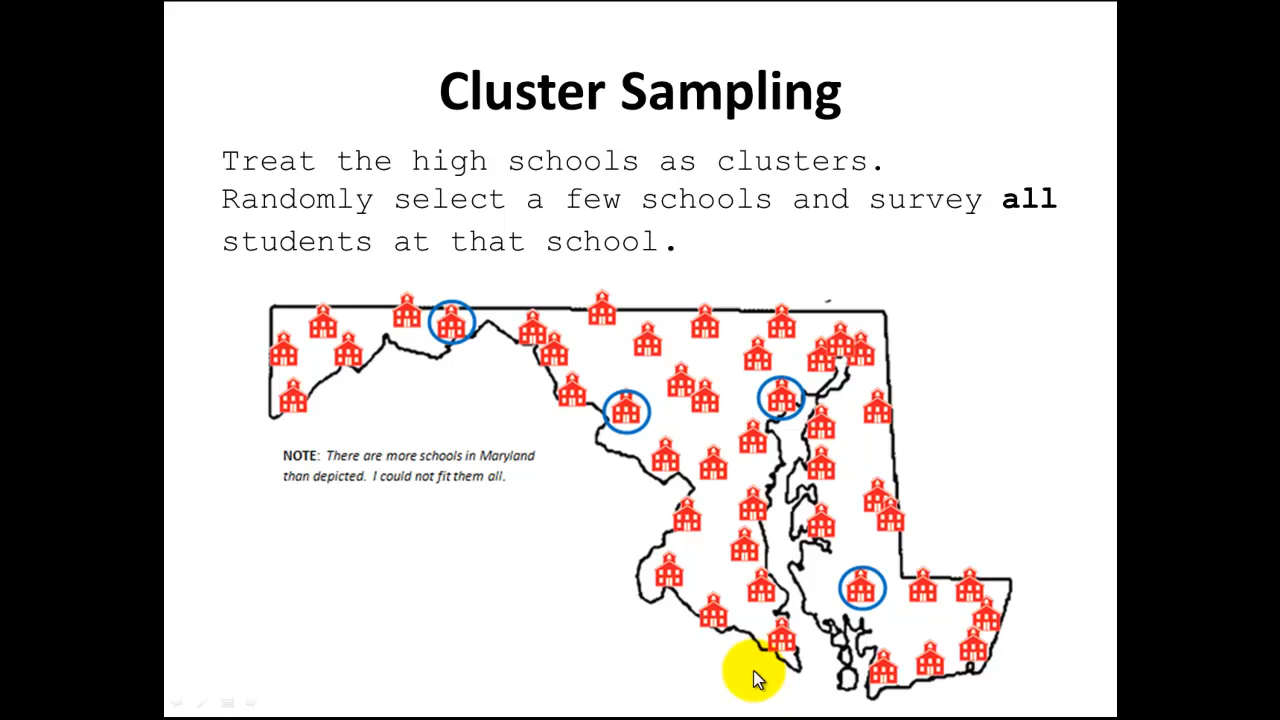 Cluster Sampling
Treat the high schools as clusters.
Randomly select a few schools and survey all
students at that school.
NOTE: There are more schools in Maryland
than depicted. I could not fit them all.